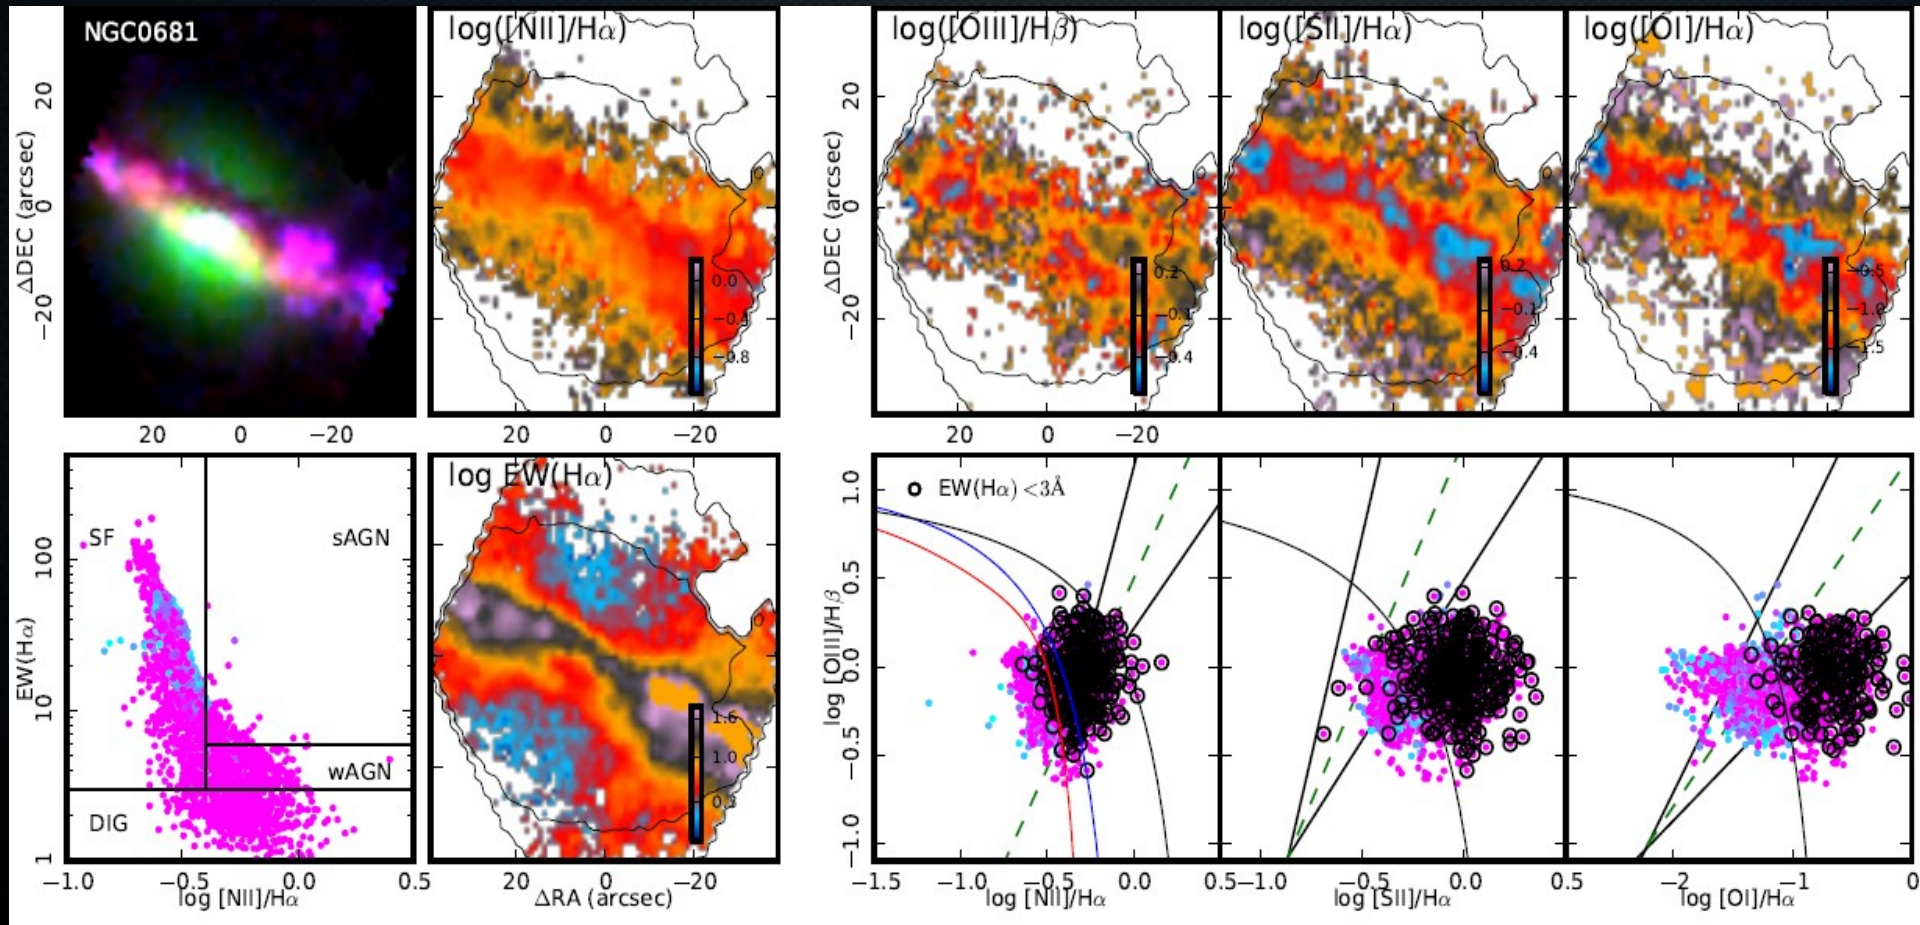 NGC0681
log([NII]/Hα)
log([OIII]/Hβ)
log([SII]/Hα)
log([OI]/Hα)
ΔDEC (arcsec)
20
0
−20
0.0
−0.4
−0.8
ΔDEC (arcsec)
20
0
−20
0.2
−0.1
−0.4
0.2
−0.1
−0.4
−0.5
−1.0
−1.5
20 0 −20
20 0 −20
20 0 −20
EW(Hα)
100
10
1
SF
sAGN
wAGN
DIG
−1.0 −0.5 0.0 0.5
log [NII]/Hα
log EW(Hα)
1.6
1.0
0.3
20 0 −20
ΔRA (arcsec)
log [OIII]/Hβ
1.0
0.5
0.0
−0.5
−1.0
EW(Hα) <3Å
−1.5 −1.0 −0.5 0.0 0.5
log [NII]/Hα
−1.0 −0.5 0.0
log [SII]/Hα
−2 −1 0
log [OI]/Hα